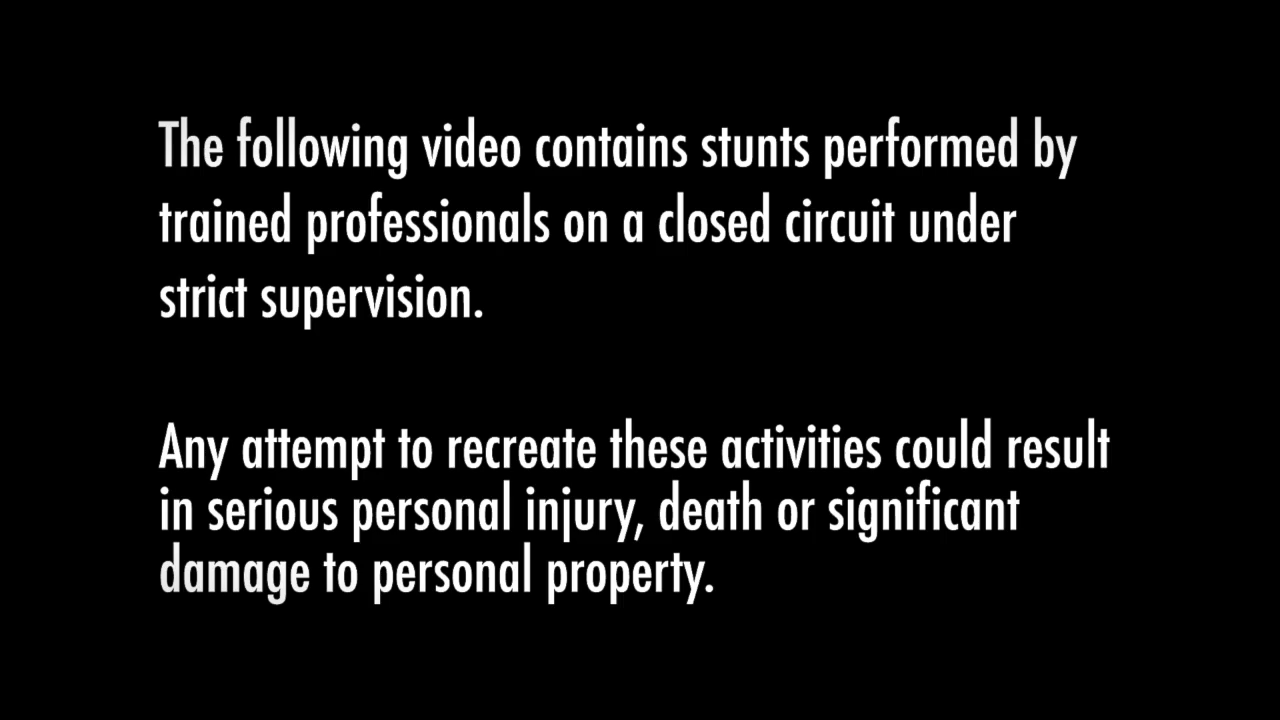 The following video contains stunts performed by
trained professionals on a closed circuit under
strict supervision.
Any attempt to recreate these activities could result
in serious personal injury, death or significant
damage to personal property.